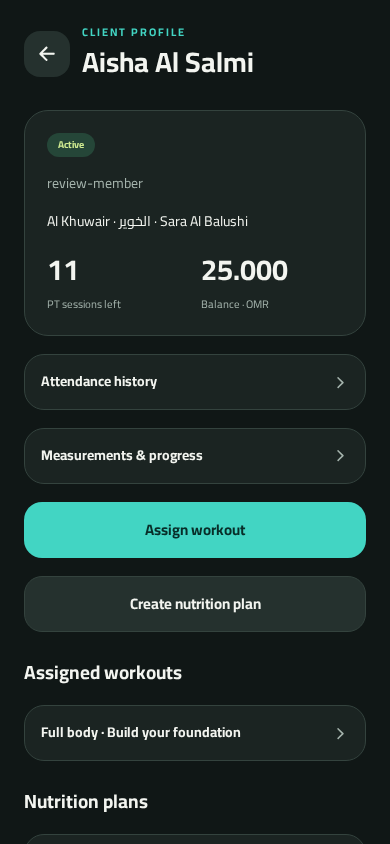 CLIENT PROFILE
Aisha Al Salmi
Active
review-member
Al Khuwair · الخوير · Sara Al Balushi
11
PT sessions left
25.000
Balance · OMR
Attendance history
Measurements & progress
Assign workout
Create nutrition plan
Assigned workouts
Full body · Build your foundation
Nutrition plans